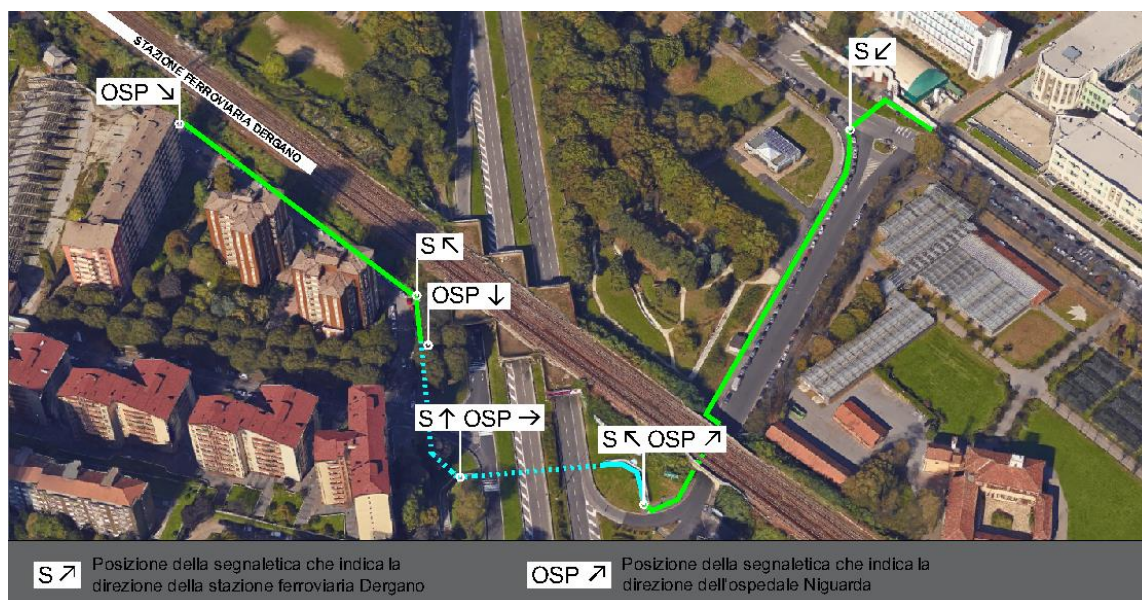 S ↙
STAZIONE FERROVIARIA DERGANO
OSP ↘
S ↖
OSP ↓
S ↑ OSP →
S ↖ OSP ↗
S ↗
Posizione della segnaletica che indica la
direzione della stazione ferroviaria Dergano
OSP ↗
Posizione della segnaletica che indica la
direzione dell'ospedale Niguarda